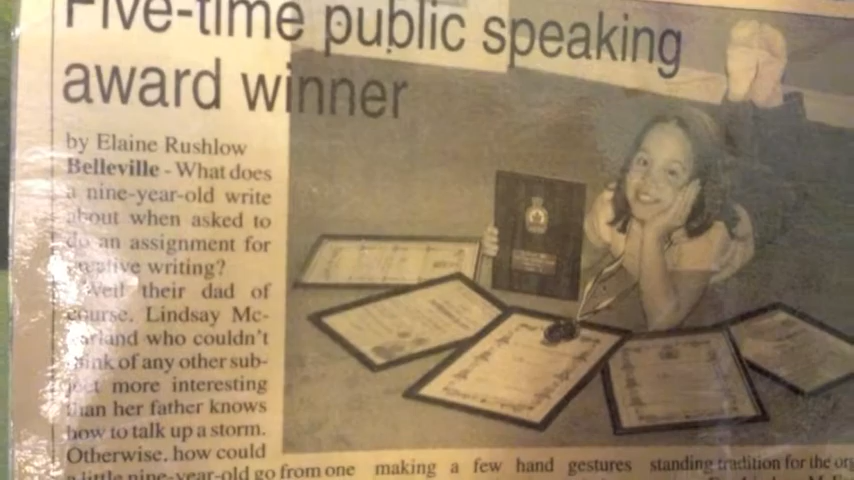 Five-time public speaking
award winner
by Elaine Rushlow
Belleville - What does
a nine-year-old write
about when asked to
do an assignment for
creative writing?
their dad of
course. Lindsay Mc-
who couldn't
of any other sub-
ject more interesting
than her father knows
how to talk up a storm.
Otherwise, how could
a little nine-year-old go from one
making a few hand gestures
standing tradition for the